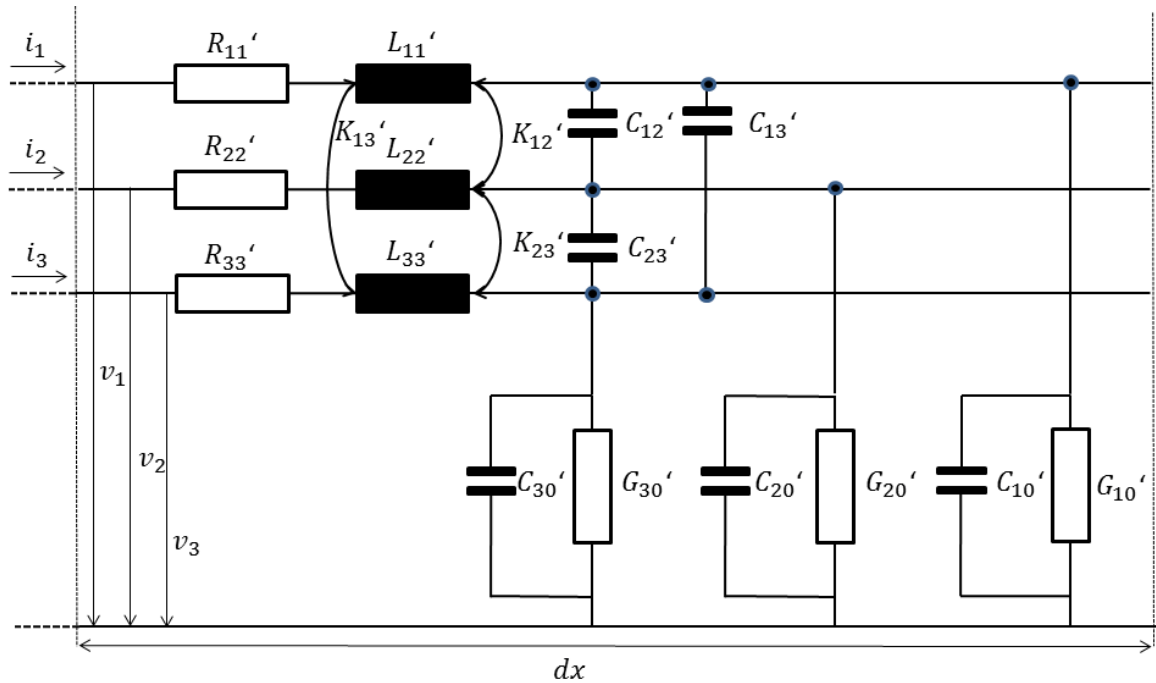 i₁ R₁₁‘ L₁₁‘
K₁₃‘ K₁₂‘ C₁₂‘ C₁₃‘
i₂ R₂₂‘ L₂₂‘
i₃ R₃₃‘ L₃₃‘ K₂₃‘ C₂₃‘
v₁
v₂
C₃₀‘ G₃₀‘ C₂₀‘ G₂₀‘ C₁₀‘ G₁₀‘
v₃
dx